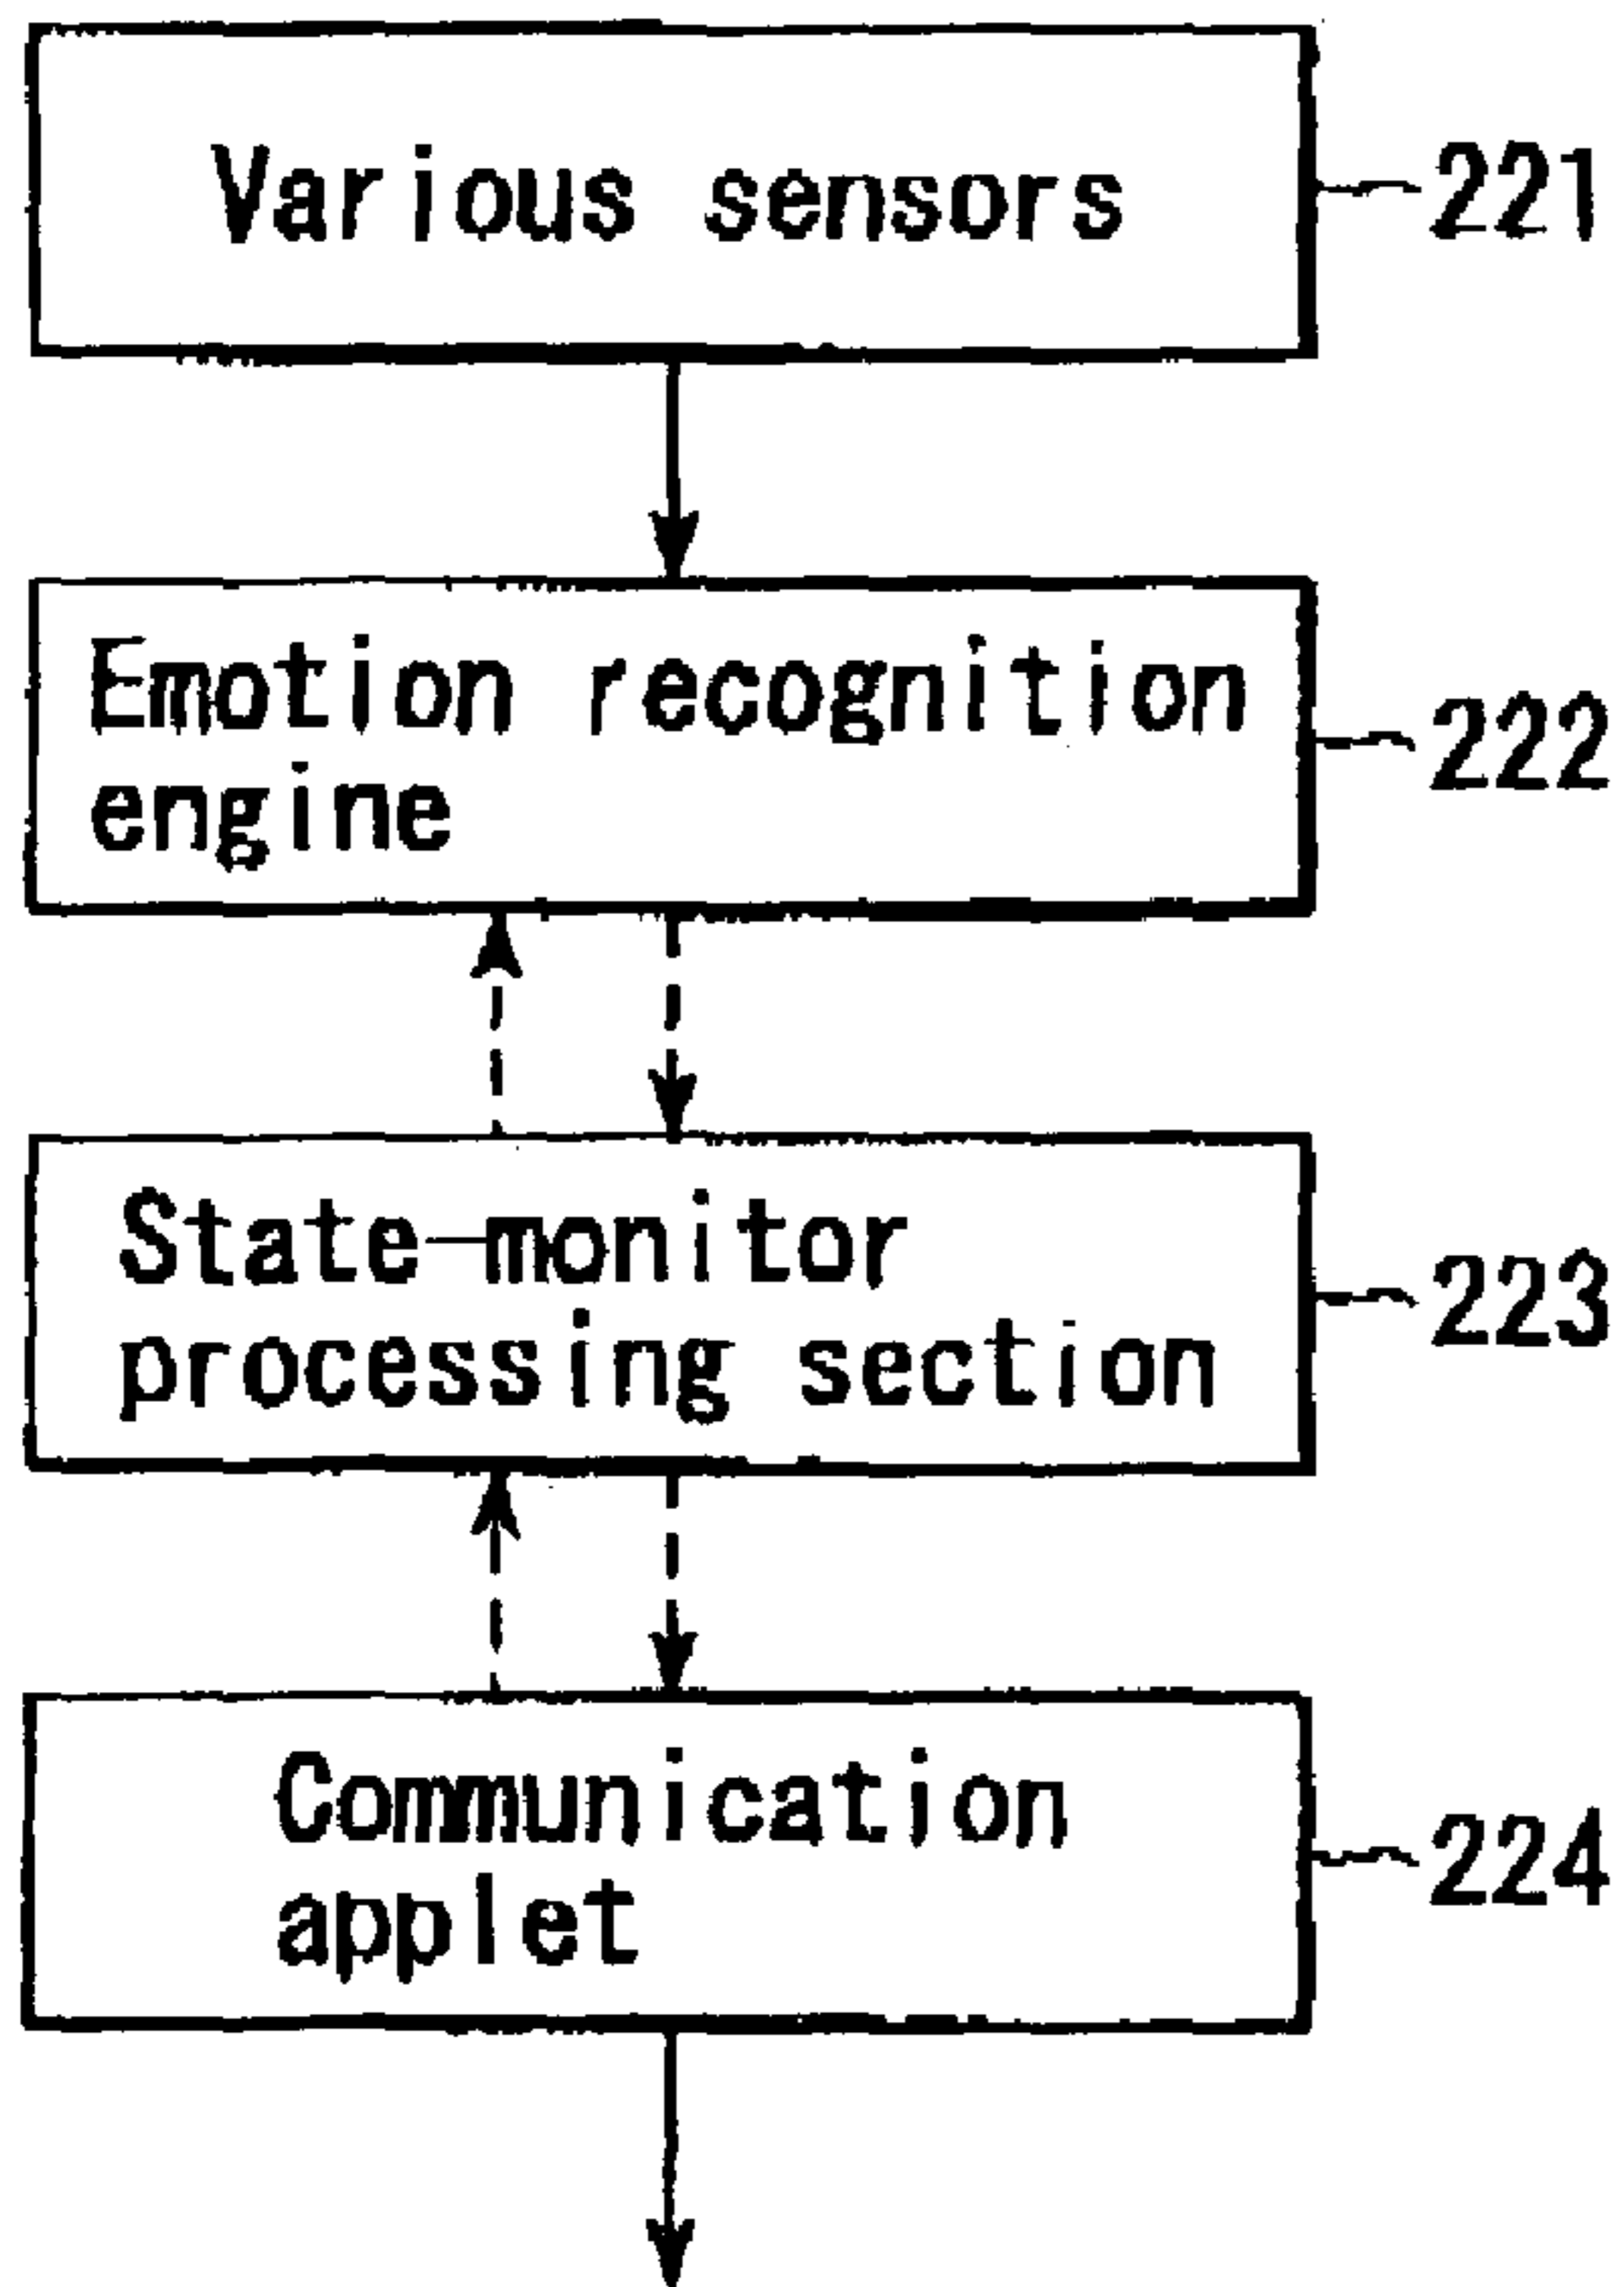 Various sensors
221
Emotion recognition
engine
222
State-monitor
processing section
223
Communication
applet
224